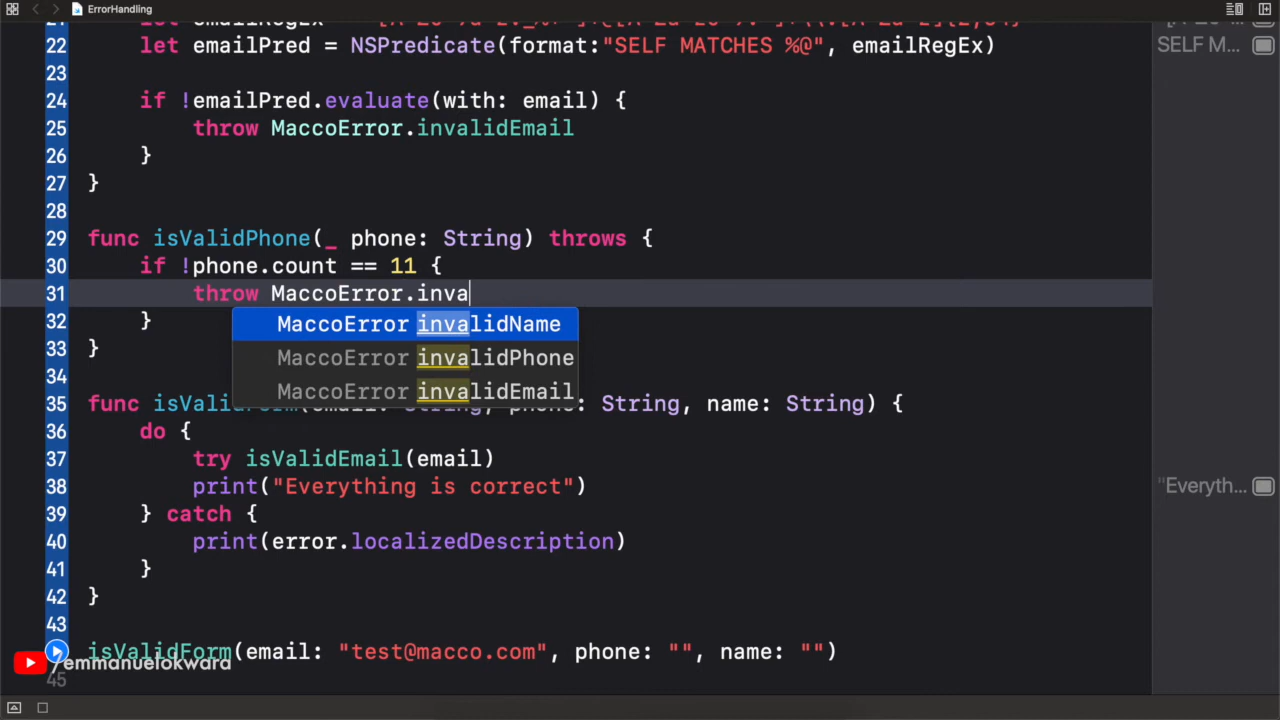 ErrorHandling
22 let emailPred = NSPredicate(format:"SELF MATCHES %@", emailRegEx) SELF M...
23
24 if !emailPred.evaluate(with: email) {
25 throw MaccoError.invalidEmail
26 }
27 }
28
29 func isValidPhone(_ phone: String) throws {
30 if !phone.count == 11 {
31 throw MaccoError.inva
MaccoError invalidName
MaccoError invalidPhone
MaccoError invalidEmail
32 }
33 }
34
35 func String, name: String) {
36 do {
37 try isValidEmail(email)
38 print("Everything is correct") "Everyth...
39 } catch {
40 print(error.localizedDescription)
41 }
42 }
43
isValidForm(email: "test@macco.com", phone: "", name: "")
/emmanuelokwara
45